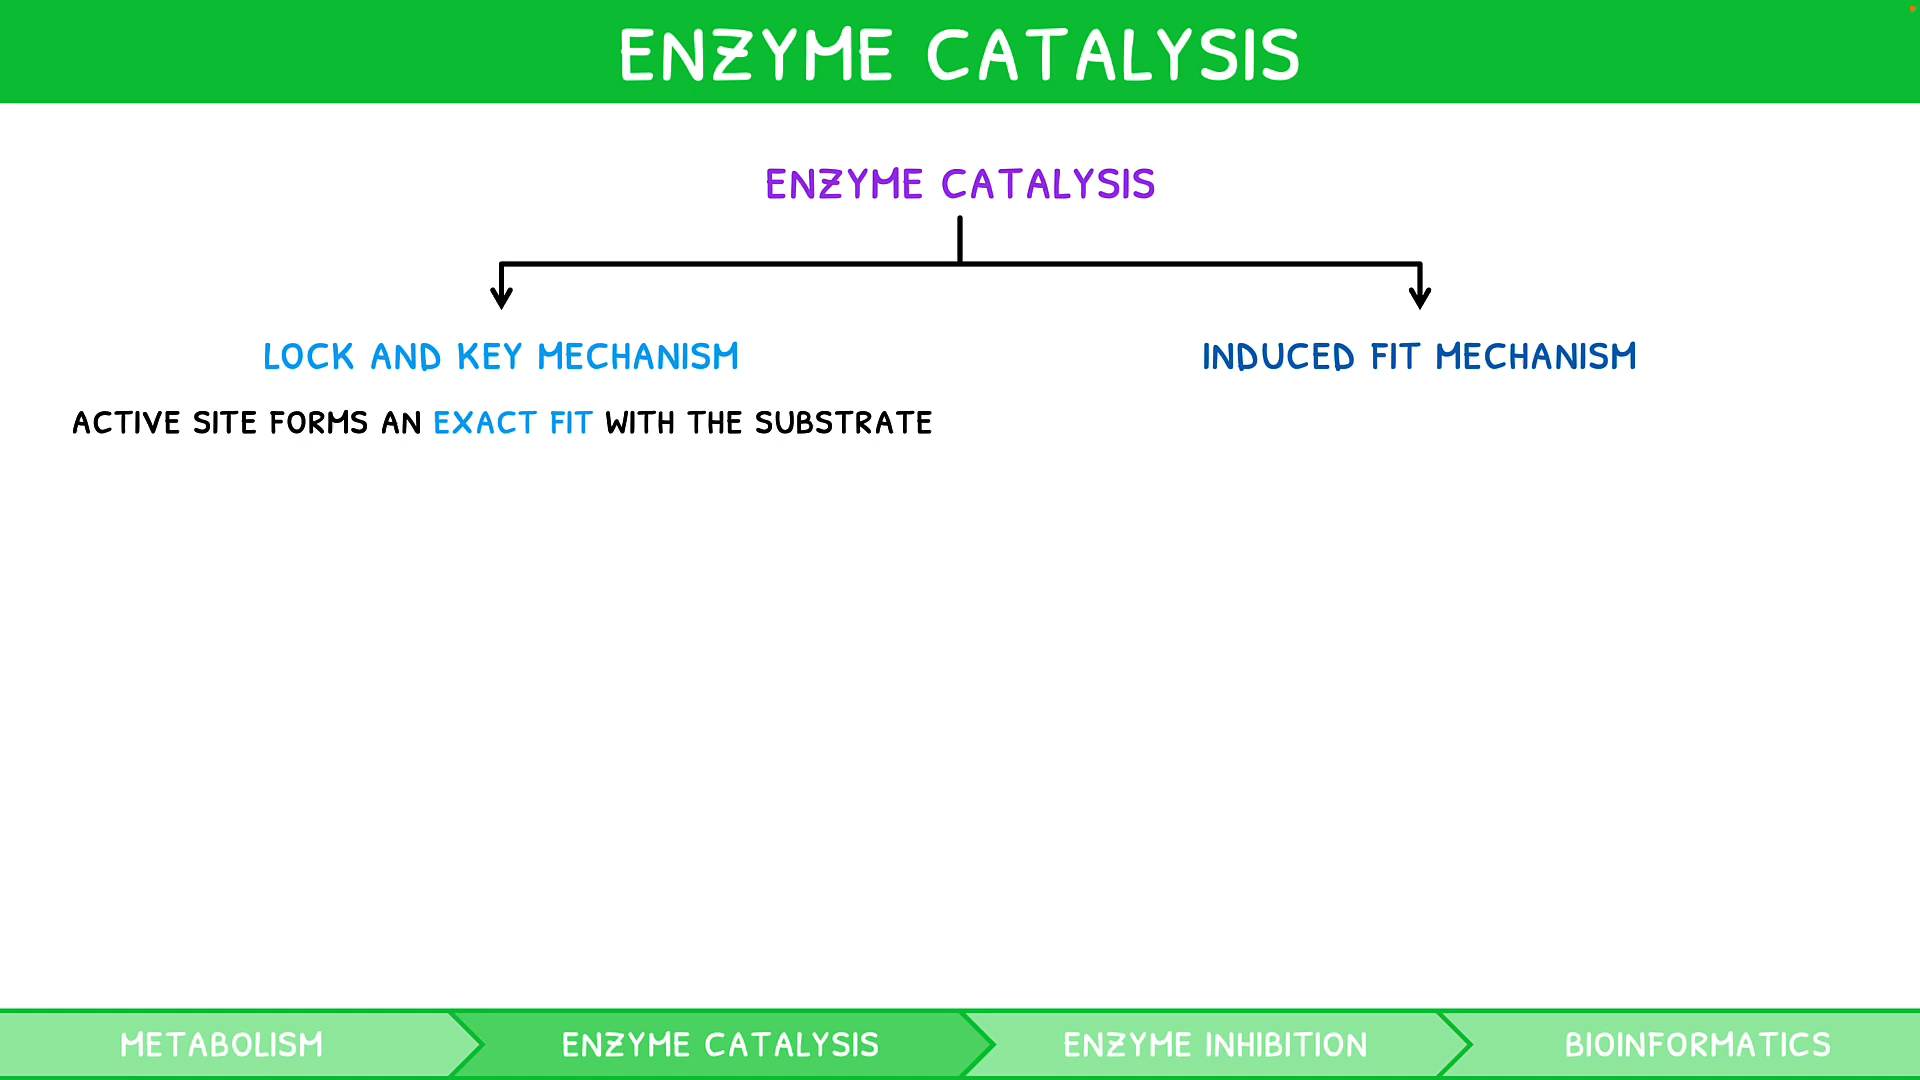 ENZYME CATALYSIS
ENZYME CATALYSIS
LOCK AND KEY MECHANISM
INDUCED FIT MECHANISM
ACTIVE SITE FORMS AN EXACT FIT WITH THE SUBSTRATE
METABOLISM
ENZYME CATALYSIS
ENZYME INHIBITION
BIOINFORMATICS